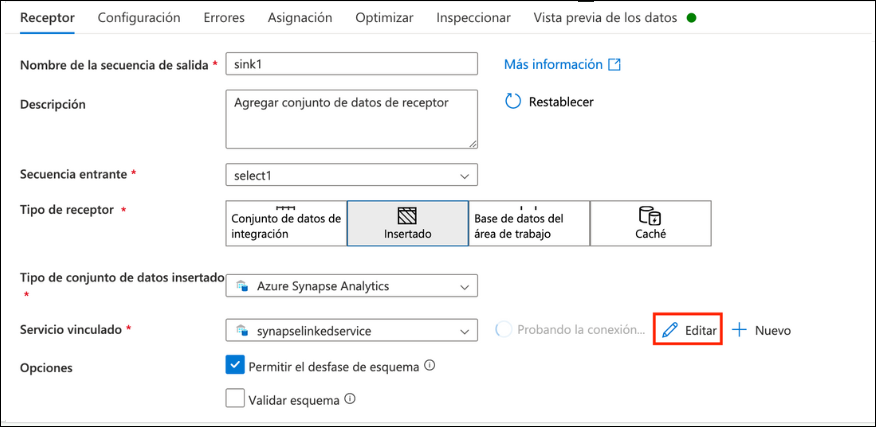 Receptor Configuración Errores Asignación Optimizar Inspeccionar Vista previa de los datos
Nombre de la secuencia de salida * sink1 Más información
Descripción Agregar conjunto de datos de receptor Restablecer
Secuencia entrante * select1
Tipo de receptor * Conjunto de datos de
integración Insertado Base de datos del
área de trabajo Caché
Tipo de conjunto de datos insertado
* Azure Synapse Analytics
Servicio vinculado * synapselinkedservice Probando la conexión... Editar Nuevo
Opciones Permitir el desfase de esquema
Validar esquema